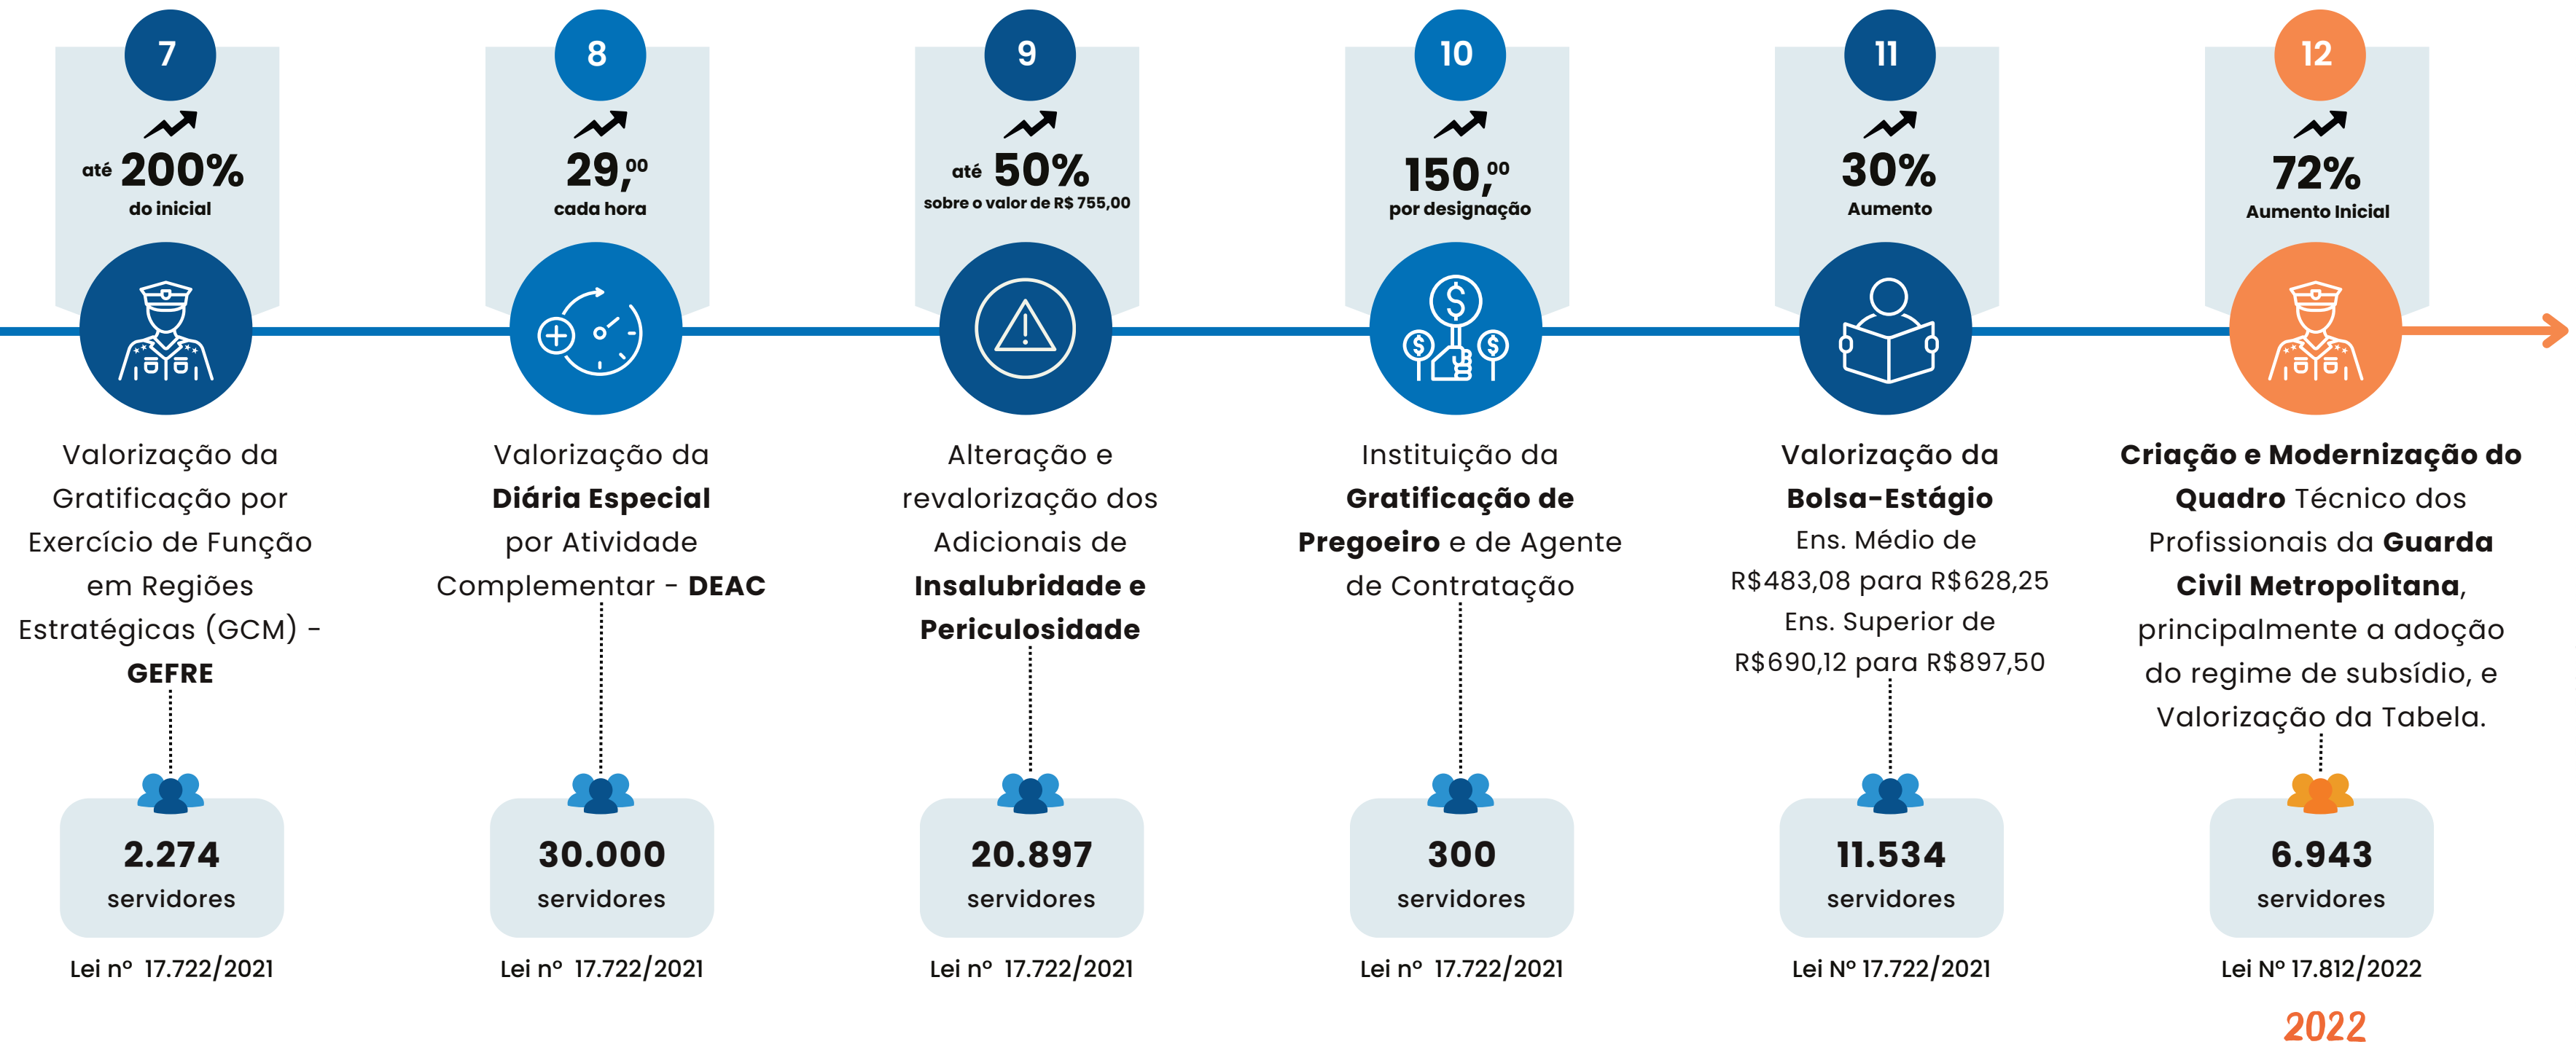 7
até 200%
do inicial
Valorização da
Gratificação por
Exercício de Função
em Regiões
Estratégicas (GCM) -
GEFRE
2.274
servidores
Lei nº 17.722/2021
8
29,00
cada hora
Valorização da
Diária Especial
por Atividade
Complementar - DEAC
30.000
servidores
Lei nº 17.722/2021
9
até 50%
sobre o valor de R$ 755,00
Alteração e
revalorização dos
Adicionais de
Insalubridade e
Periculosidade
20.897
servidores
Lei nº 17.722/2021
10
150,00
por designação
Instituição da
Gratificação de
Pregoeiro e de Agente
de Contratação
300
servidores
Lei nº 17.722/2021
11
30%
Aumento
Valorização da
Bolsa-Estágio
Ens. Médio de
R$483,08 para R$628,25
Ens. Superior de
R$690,12 para R$897,50
11.534
servidores
Lei Nº 17.722/2021
12
72%
Aumento Inicial
Criação e Modernização do
Quadro Técnico dos
Profissionais da Guarda
Civil Metropolitana,
principalmente a adoção
do regime de subsídio, e
Valorização da Tabela.
6.943
servidores
Lei Nº 17.812/2022
2022